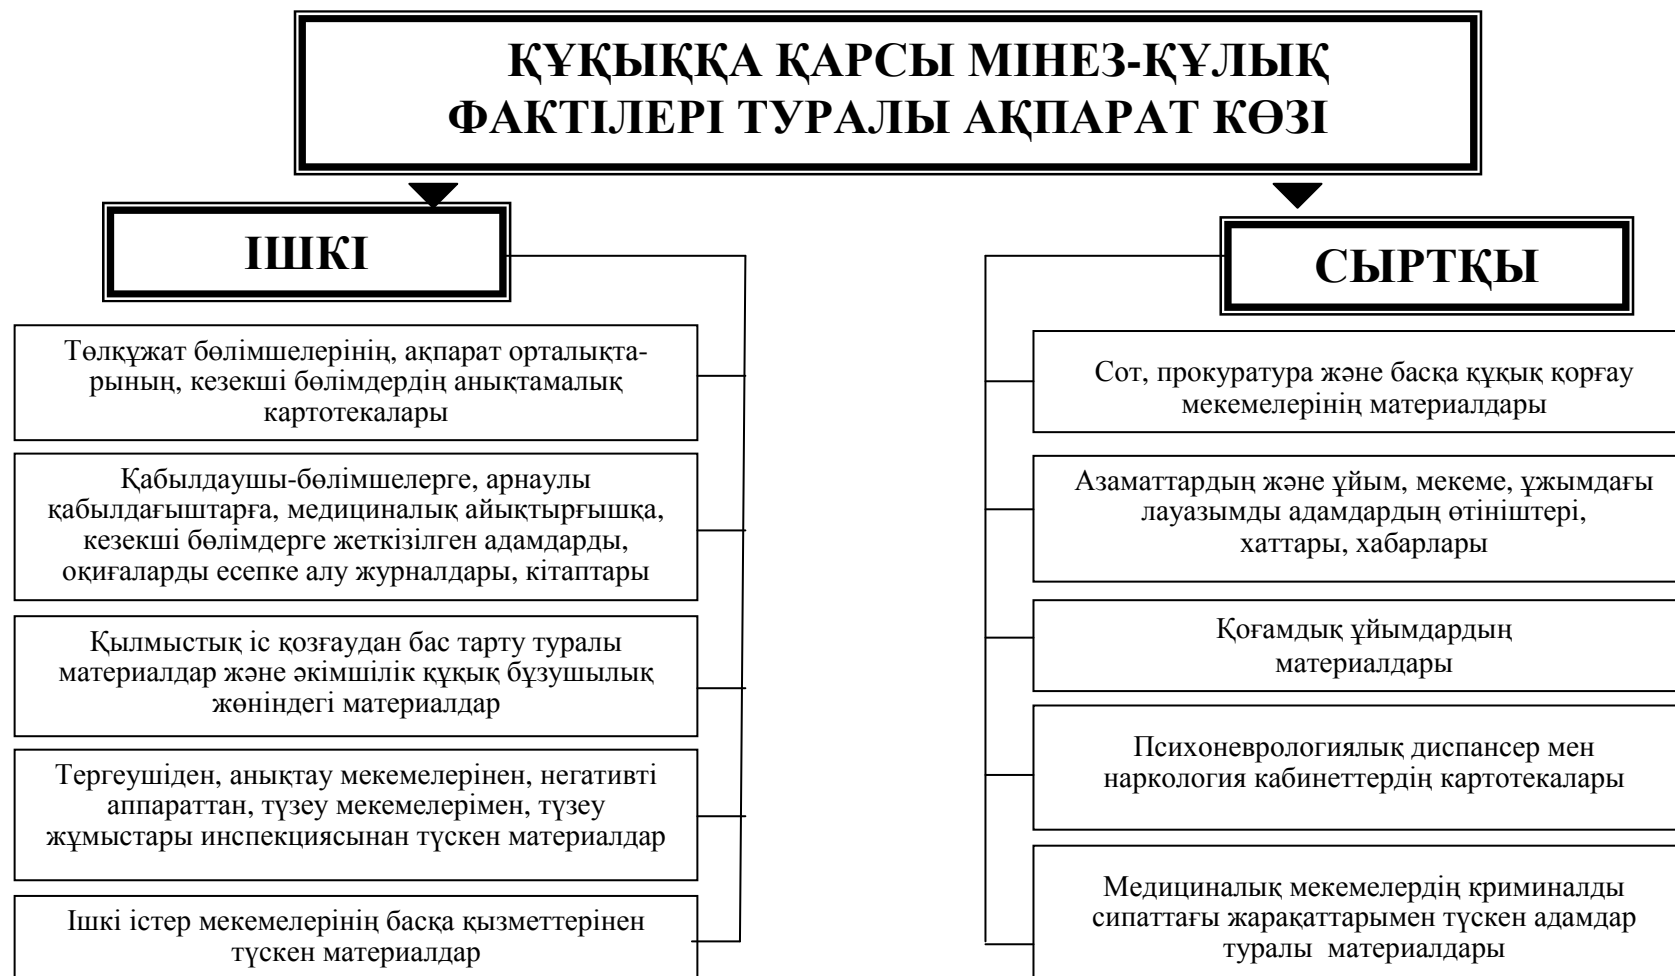 ҚҰҚЫҚҚА ҚАРСЫ МІНЕЗ-ҚҰЛЫҚ
ФАКТІЛЕРІ ТУРАЛЫ АҚПАРАТ КӨЗІ
ІШКІ
Төлқұжат бөлімшелерінің, ақпарат орталықта-
рының, кезекші бөлімдердің анықтамалық
картотекалары
Қабылдаушы-бөлімшелерге, арнаулы
қабылдағыштарға, медициналық айықтырғышқа,
кезекші бөлімдерге жеткізілген адамдарды,
оқиғаларды есепке алу журналдары, кітаптары
Қылмыстық іс қозғаудан бас тарту туралы
материалдар және әкімшілік құқық бұзушылық
жөніндегі материалдар
Тергеушіден, анықтау мекемелерінен, негативті
аппараттан, түзеу мекемелерімен, түзеу
жұмыстары инспекциясынан түскен материалдар
Ішкі істер мекемелерінің басқа қызметтерінен
түскен материалдар
СЫРТҚЫ
Сот, прокуратура және басқа құқық қорғау
мекемелерінің материалдары
Азаматтардың және ұйым, мекеме, ұжымдағы
лауазымды адамдардың өтініштері,
хаттары, хабарлары
Қоғамдық ұйымдардың
материалдары
Психоневрологиялық диспансер мен
наркология кабинеттердің картотекалары
Медициналық мекемелердің криминалды
сипаттағы жарақаттарымен түскен адамдар
туралы материалдары